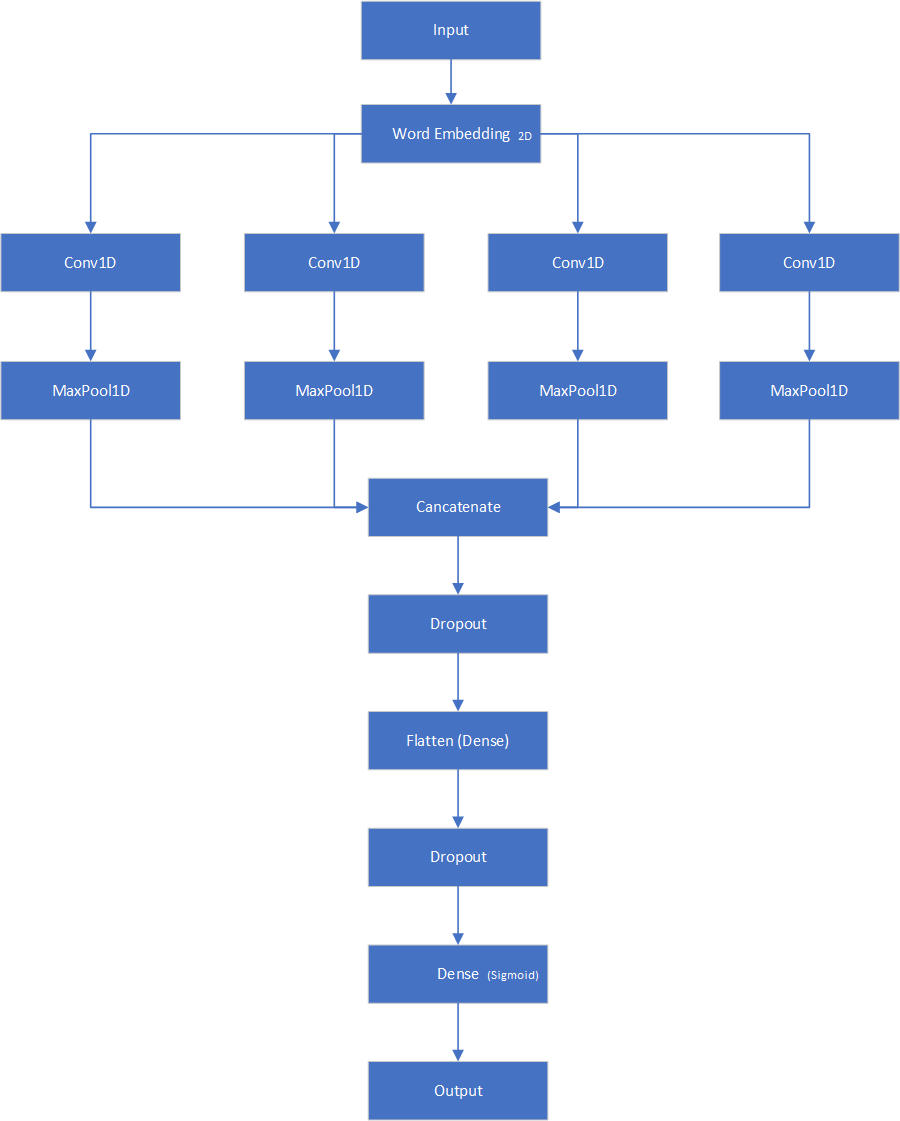 Input
Word Embedding 2D
Conv1D
Conv1D
Conv1D
Conv1D
MaxPool1D
MaxPool1D
MaxPool1D
MaxPool1D
Cancatenate
Dropout
Flatten (Dense)
Dropout
Dense (Sigmoid)
Output